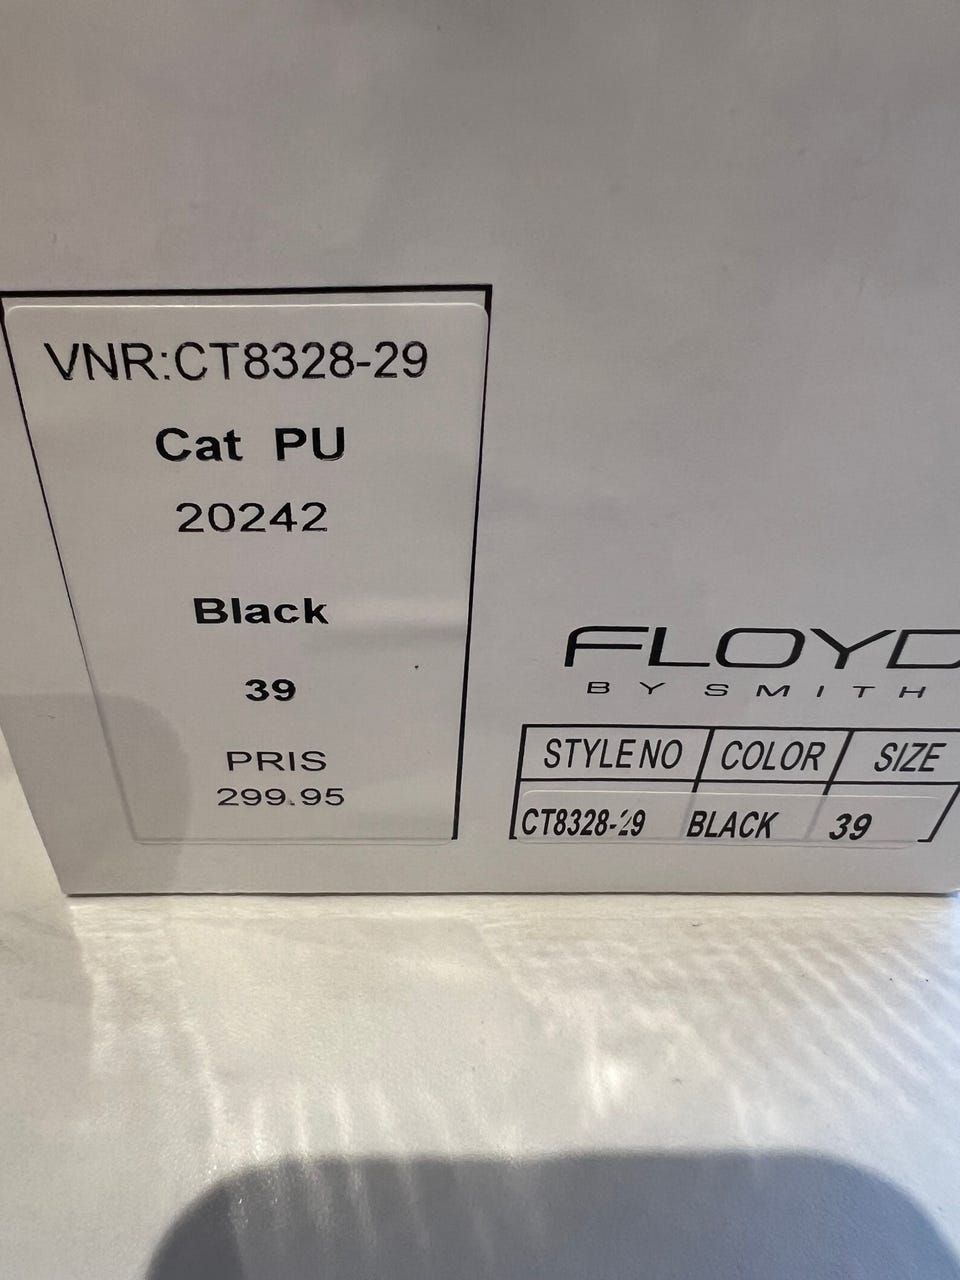 VNR:CT8328-29
Cat PU
20242
Black
39
PRIS
299.95
FLOYD
BY SMITH
STYLE NO COLOR SIZE
CT8328-29 BLACK 39